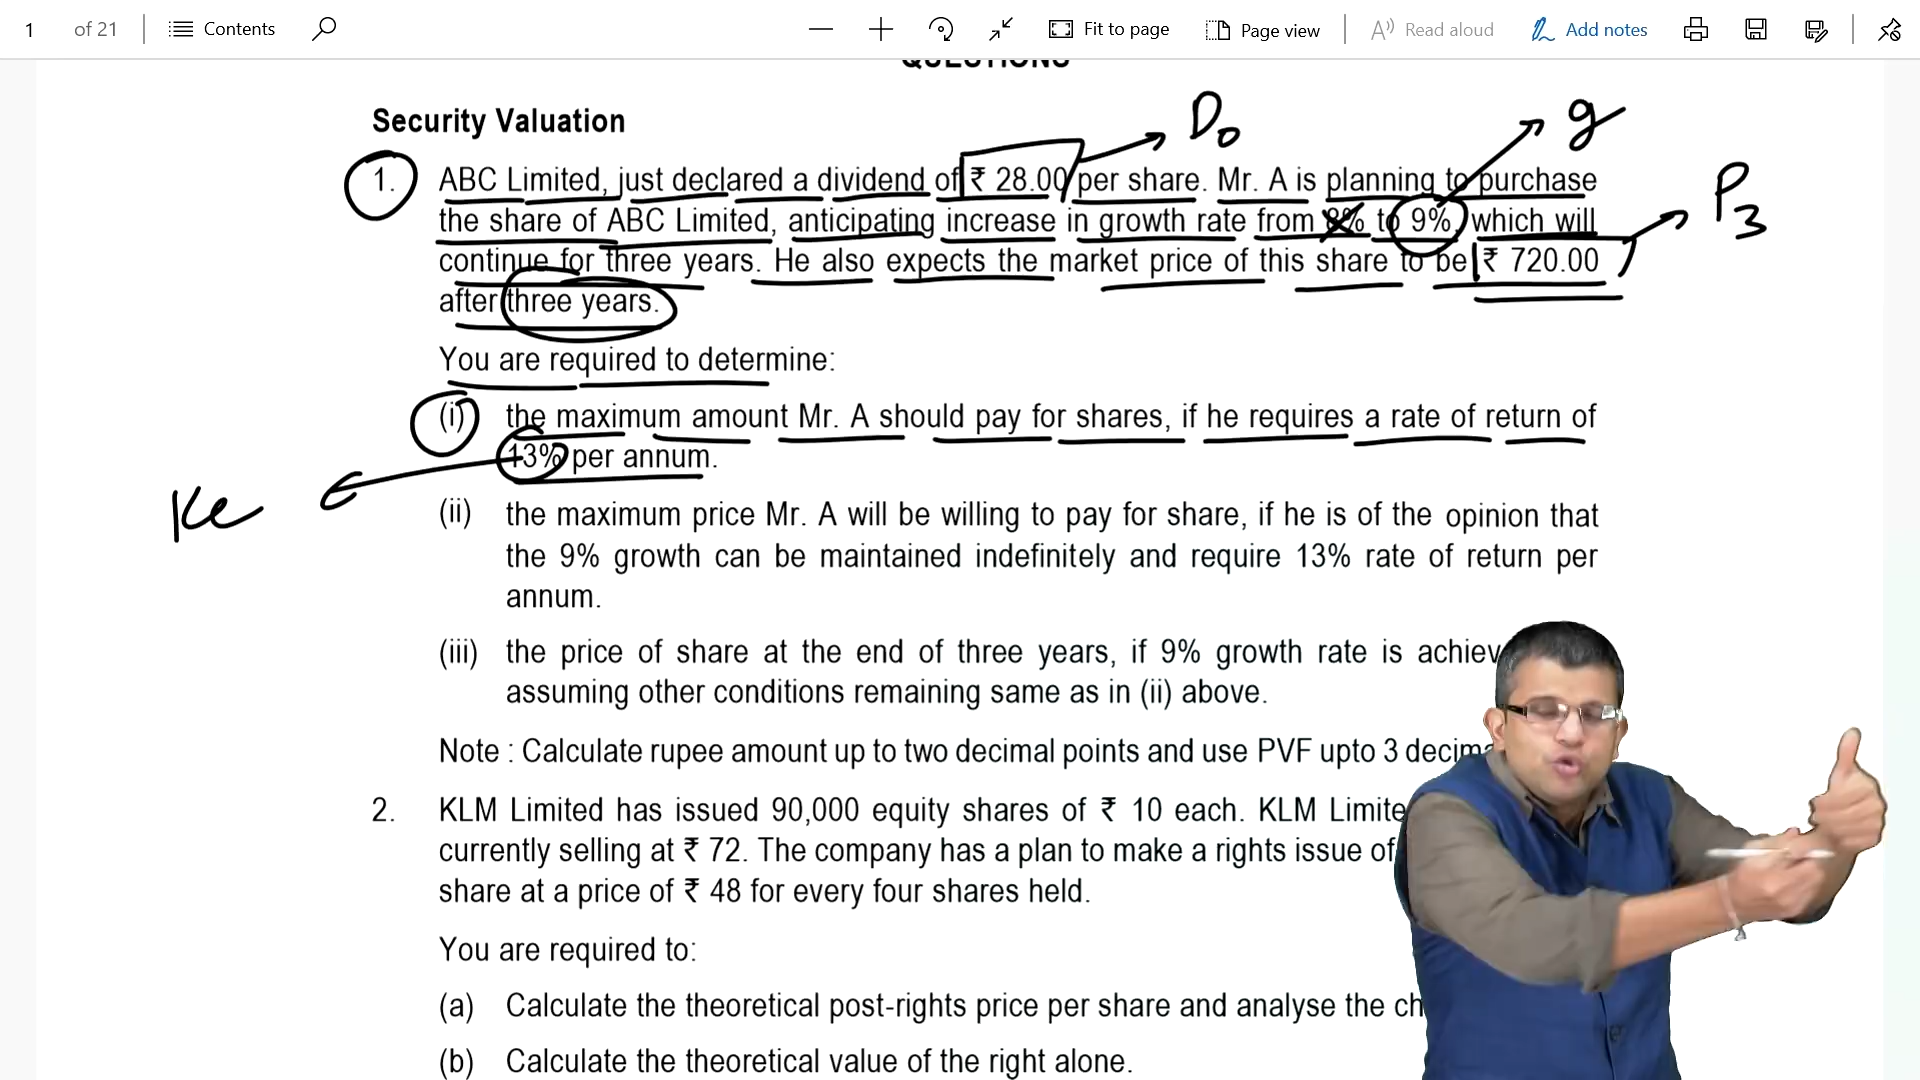 1 of 21 Contents Fit to page Page view Read aloud Add notes
QUESTIONS
Security Valuation
D0
g
1. ABC Limited, just declared a dividend of ₹ 28.00 per share. Mr. A is planning to purchase
the share of ABC Limited, anticipating increase in growth rate from 8% to 9%, which will
P3
continue for three years. He also expects the market price of this share to be ₹ 720.00
after three years.
You are required to determine:
(i) the maximum amount Mr. A should pay for shares, if he requires a rate of return of
13% per annum.
Ke
(ii) the maximum price Mr. A will be willing to pay for share, if he is of the opinion that
the 9% growth can be maintained indefinitely and require 13% rate of return per
annum.
(iii) the price of share at the end of three years, if 9% growth rate is achiev
assuming other conditions remaining same as in (ii) above.
Note : Calculate rupee amount up to two decimal points and use PVF upto 3 decima
2. KLM Limited has issued 90,000 equity shares of ₹ 10 each. KLM Limite
currently selling at ₹ 72. The company has a plan to make a rights issue of
share at a price of ₹ 48 for every four shares held.
You are required to:
(a) Calculate the theoretical post-rights price per share and analyse the ch
(b) Calculate the theoretical value of the right alone.